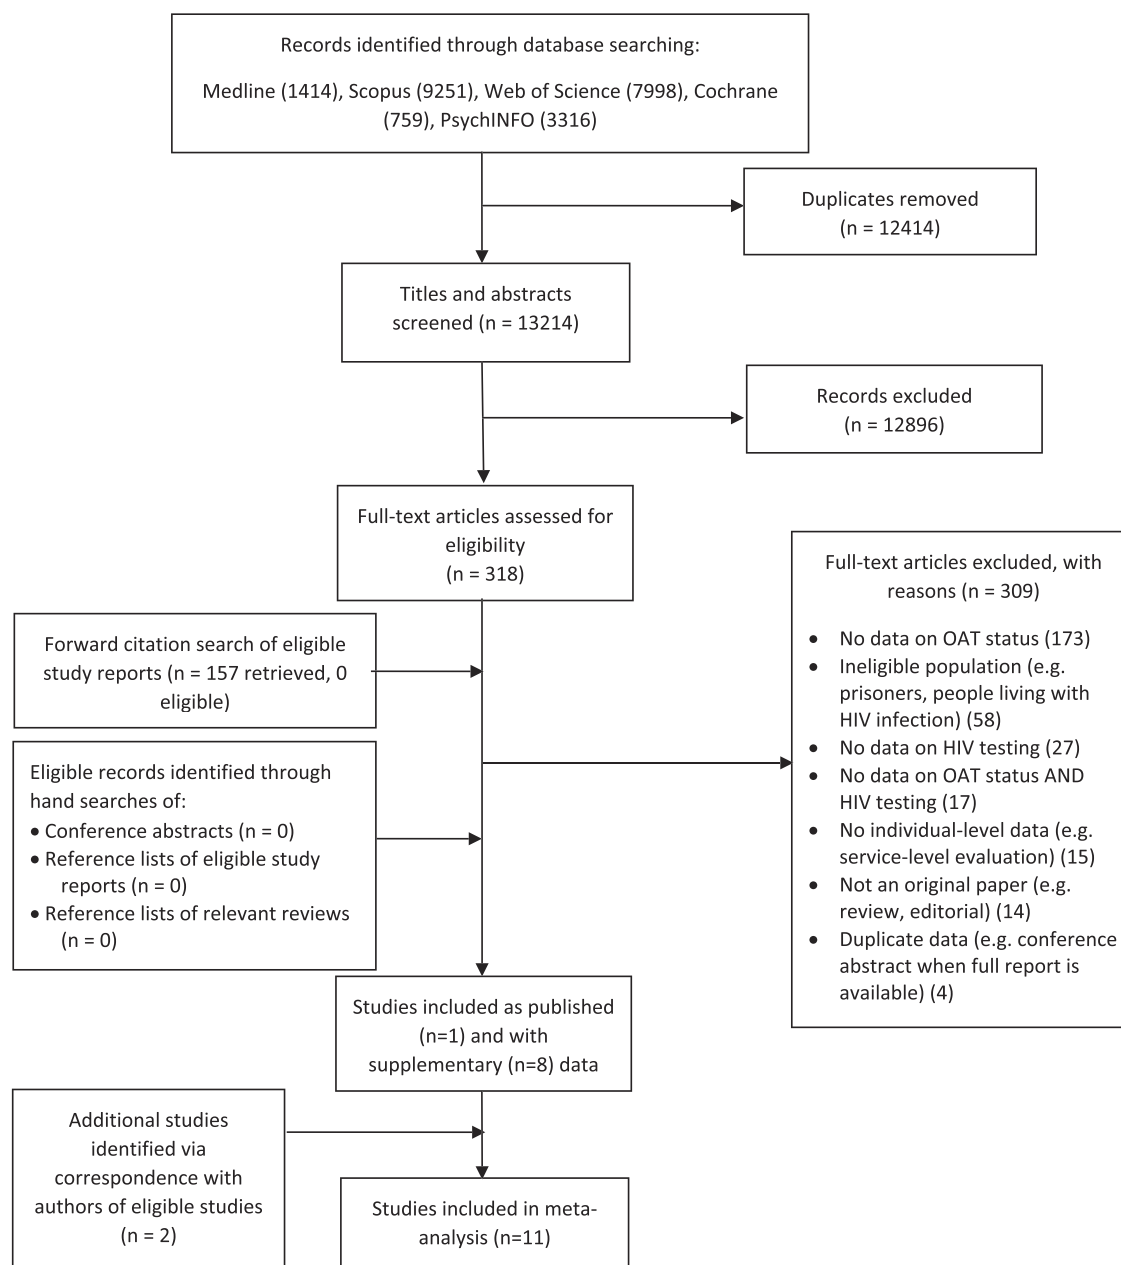 Records identified through database searching:
Medline (1414), Scopus (9251), Web of Science (7998), Cochrane
(759), PsychINFO (3316)
Duplicates removed
(n = 12414)
Titles and abstracts
screened (n = 13214)
Records excluded
(n = 12896)
Full-text articles assessed for
eligibility
(n = 318)
Full-text articles excluded, with
reasons (n = 309)
• No data on OAT status (173)
• Ineligible population (e.g.
prisoners, people living with
HIV infection) (58)
• No data on HIV testing (27)
• No data on OAT status AND
HIV testing (17)
• No individual-level data (e.g.
service-level evaluation) (15)
• Not an original paper (e.g.
review, editorial) (14)
• Duplicate data (e.g. conference
abstract when full report is
available) (4)
Forward citation search of eligible
study reports (n = 157 retrieved, 0
eligible)
Eligible records identified through
hand searches of:
• Conference abstracts (n = 0)
• Reference lists of eligible study
reports (n = 0)
• Reference lists of relevant reviews
(n = 0)
Studies included as published
(n=1) and with
supplementary (n=8) data
Additional studies
identified via
correspondence with
authors of eligible studies
(n = 2)
Studies included in meta-
analysis (n=11)